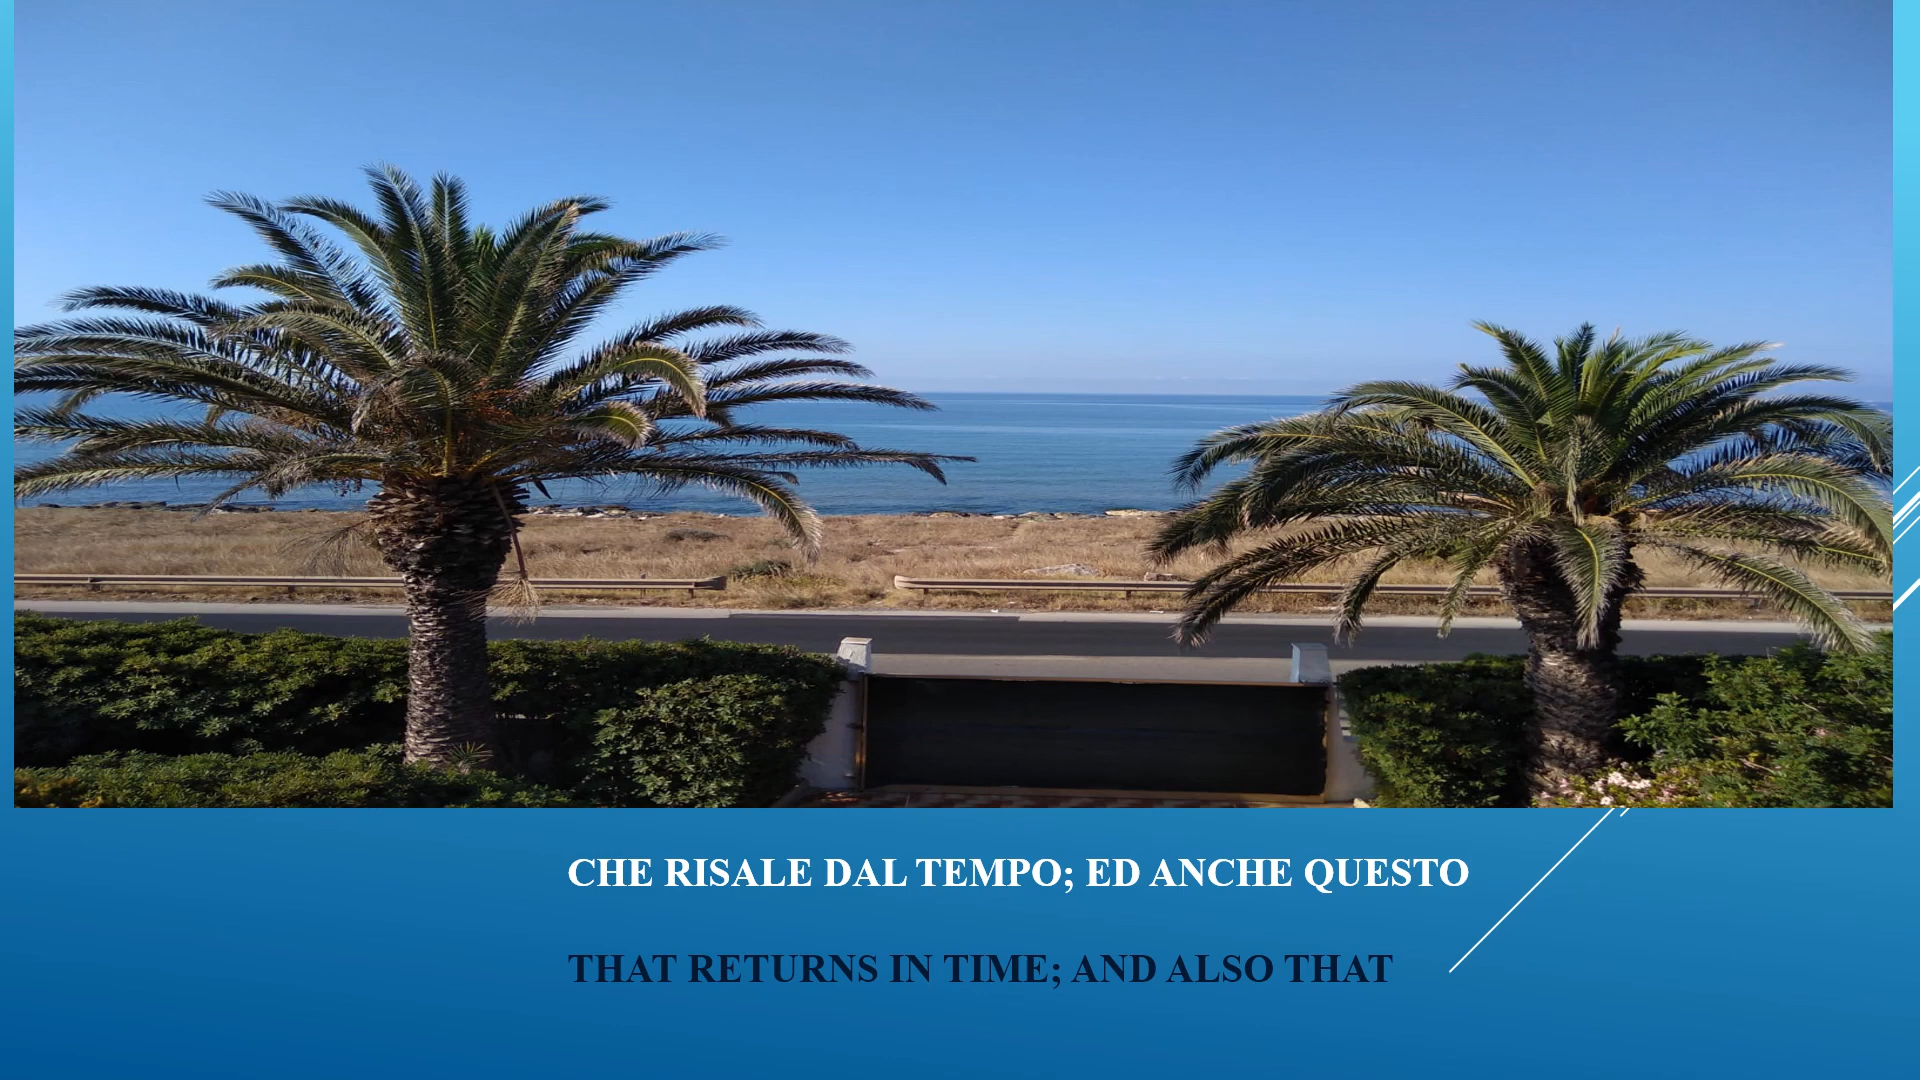 CHE RISALE DAL TEMPO; ED ANCHE QUESTO
THAT RETURNS IN TIME; AND ALSO THAT